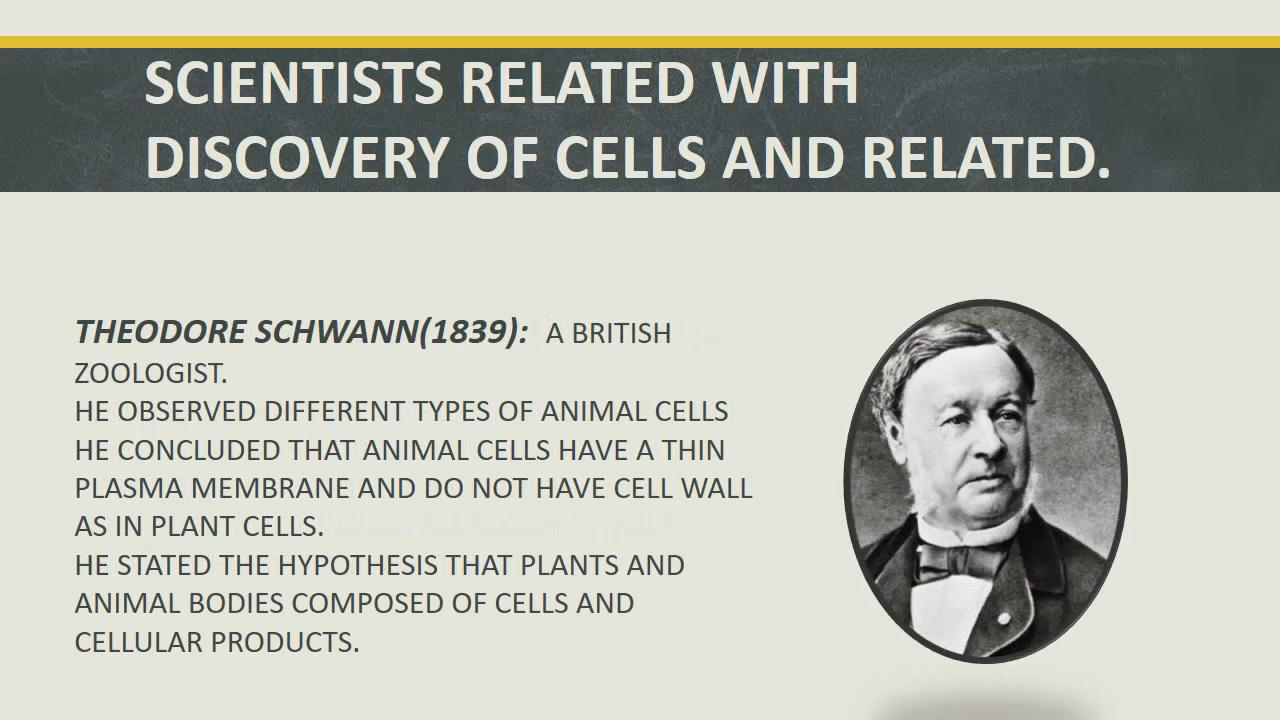 SCIENTISTS RELATED WITH
DISCOVERY OF CELLS AND RELATED.
THEODORE SCHWANN(1839): A BRITISH
ZOOLOGIST.
HE OBSERVED DIFFERENT TYPES OF ANIMAL CELLS
HE CONCLUDED THAT ANIMAL CELLS HAVE A THIN
PLASMA MEMBRANE AND DO NOT HAVE CELL WALL
AS IN PLANT CELLS.
HE STATED THE HYPOTHESIS THAT PLANTS AND
ANIMAL BODIES COMPOSED OF CELLS AND
CELLULAR PRODUCTS.